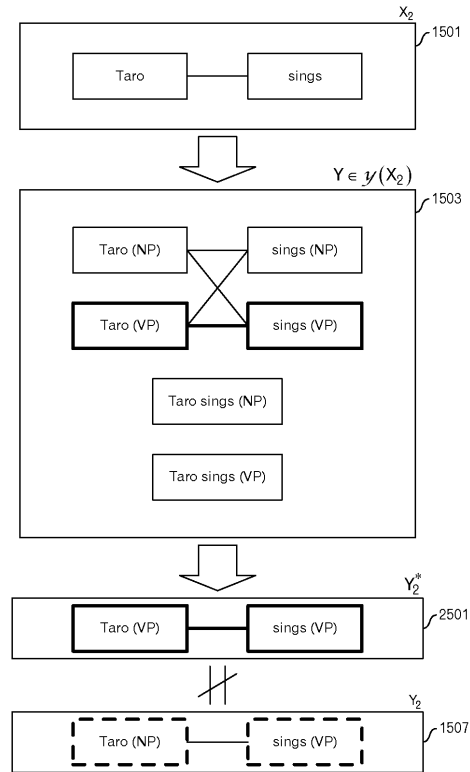 X₂
1501
Taro sings
Y ∈ 𝓎(X₂)
1503
Taro (NP) sings (NP)
Taro (VP) sings (VP)
Taro sings (NP)
Taro sings (VP)
Y₂*
2501
Taro (VP) sings (VP)
Y₂
1507
Taro (NP) sings (VP)